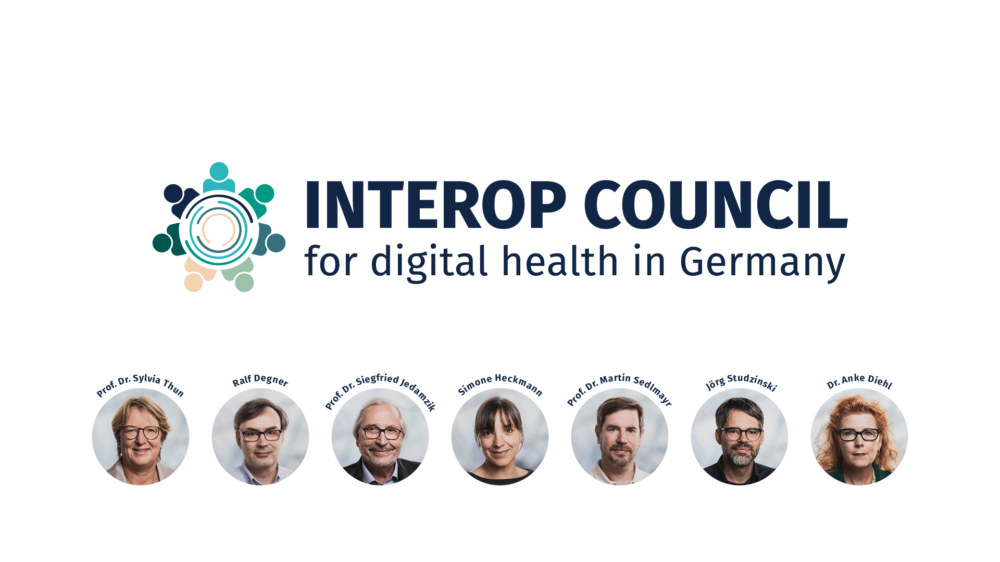 INTEROP COUNCIL
for digital health in Germany
Prof. Dr. Sylvia Thun
Ralf Degner
Prof. Dr. Siegfried Jedamzik
Simone Heckmann
Prof. Dr. Martin Sedlmayr
Jörg Studzinski
Dr. Anke Diehl